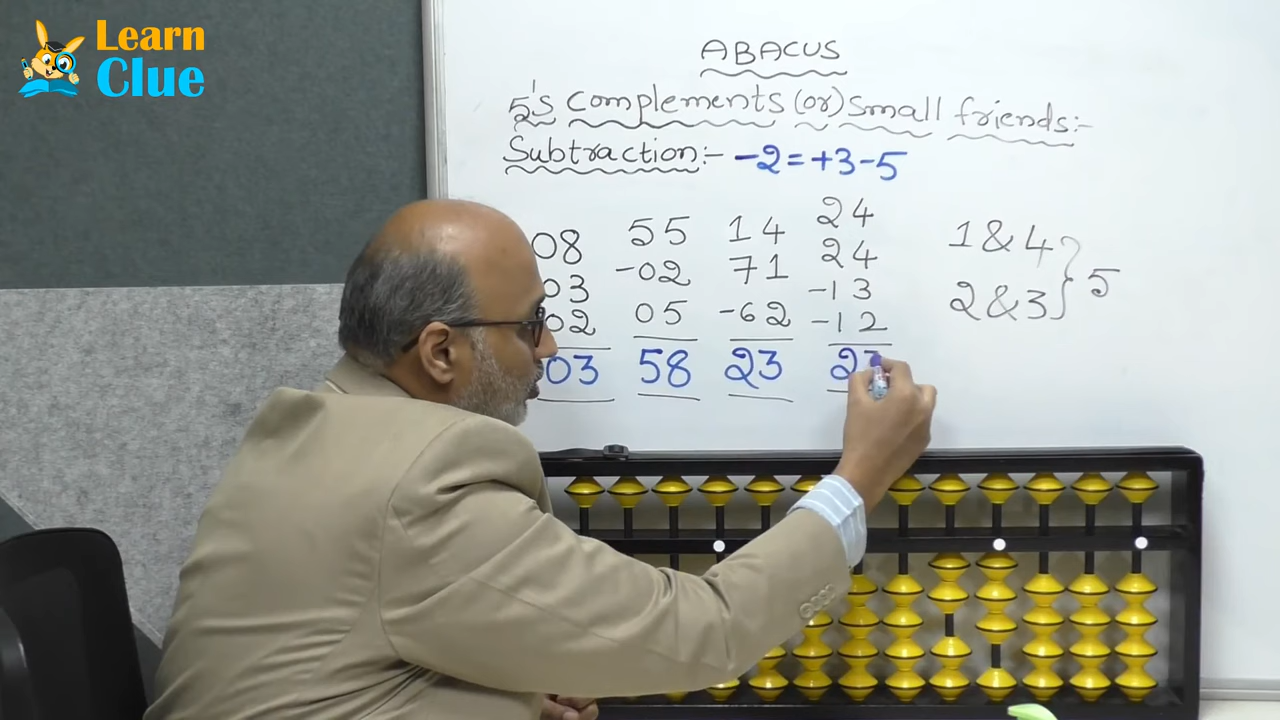 Learn
Clue
ABACUS
5's complements (or) small friends:-
Subtraction:- -2=+3-5
08 55 14 24
03 -02 71 24
02 05 -62 -13
-12
03 58 23 23
1&4
2&3 } 5